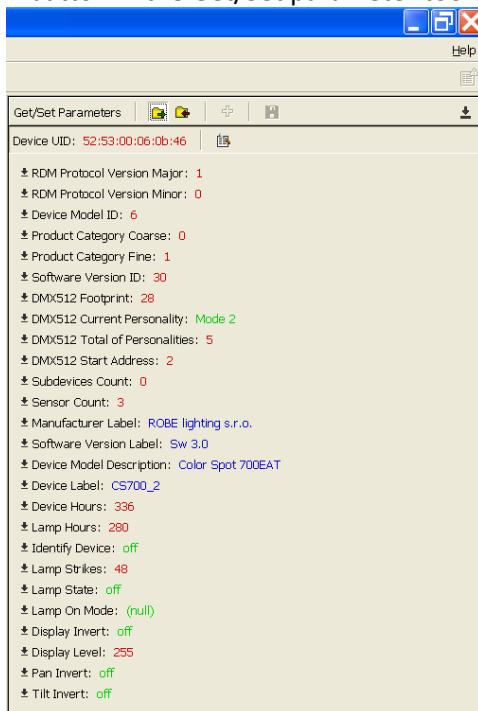 Help
Get/Set Parameters
Device UID: 52:53:00:06:0b:46
RDM Protocol Version Major: 1
RDM Protocol Version Minor: 0
Device Model ID: 6
Product Category Coarse: 0
Product Category Fine: 1
Software Version ID: 30
DMX512 Footprint: 28
DMX512 Current Personality: Mode 2
DMX512 Total of Personalities: 5
DMX512 Start Address: 2
Subdevices Count: 0
Sensor Count: 3
Manufacturer Label: ROBE lighting s.r.o.
Software Version Label: Sw 3.0
Device Model Description: Color Spot 700EAT
Device Label: CS700_2
Device Hours: 336
Lamp Hours: 280
Identify Device: off
Lamp Strikes: 48
Lamp State: off
Lamp On Mode: (null)
Display Invert: off
Display Level: 255
Pan Invert: off
Tilt Invert: off